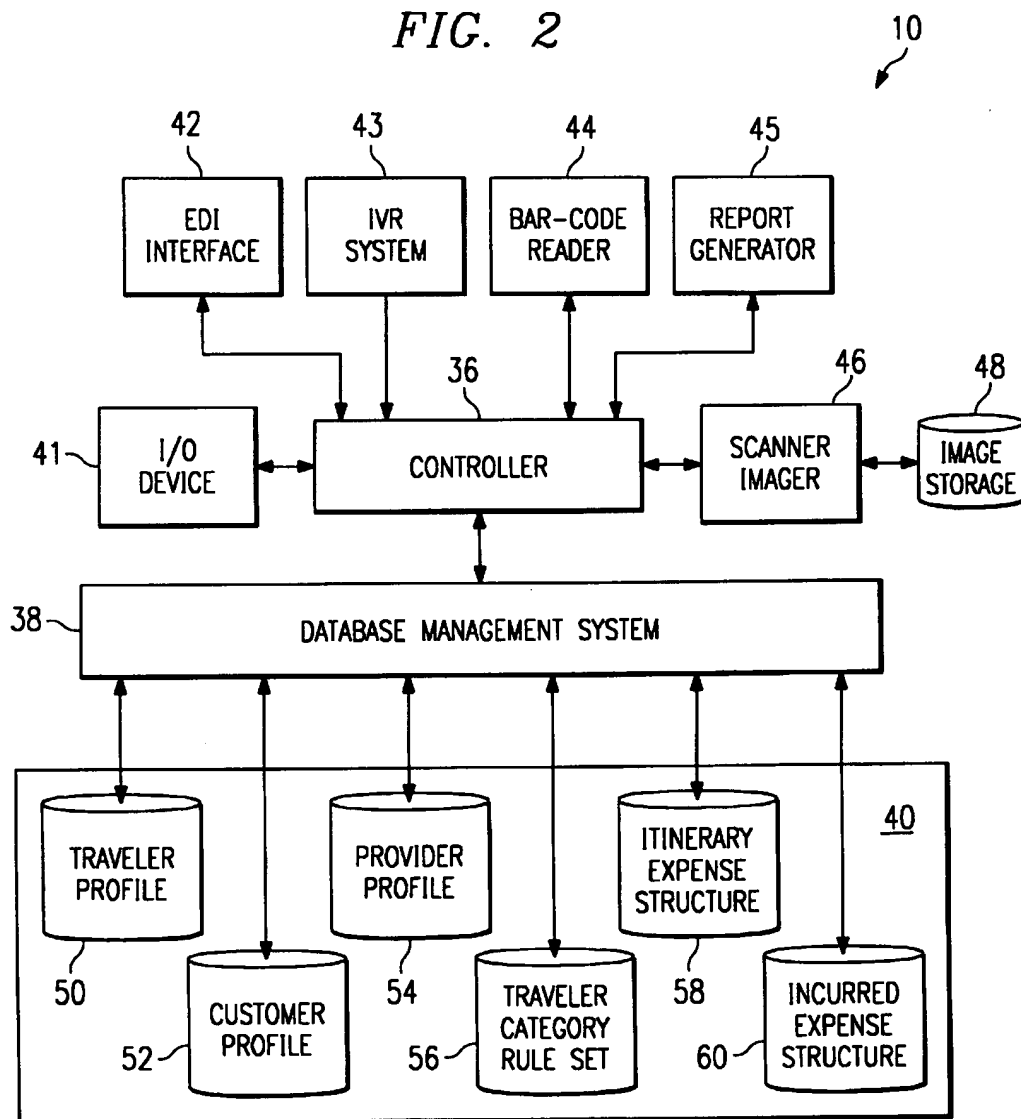 FIG. 2
10
42
43
44
45
EDI
INTERFACE
IVR
SYSTEM
BAR-CODE
READER
REPORT
GENERATOR
36
46
48
41
I/O
DEVICE
CONTROLLER
SCANNER
IMAGER
IMAGE
STORAGE
38
DATABASE MANAGEMENT SYSTEM
40
TRAVELER
PROFILE
PROVIDER
PROFILE
ITINERARY
EXPENSE
STRUCTURE
50
54
58
52
CUSTOMER
PROFILE
56
TRAVELER
CATEGORY
RULE SET
60
INCURRED
EXPENSE
STRUCTURE